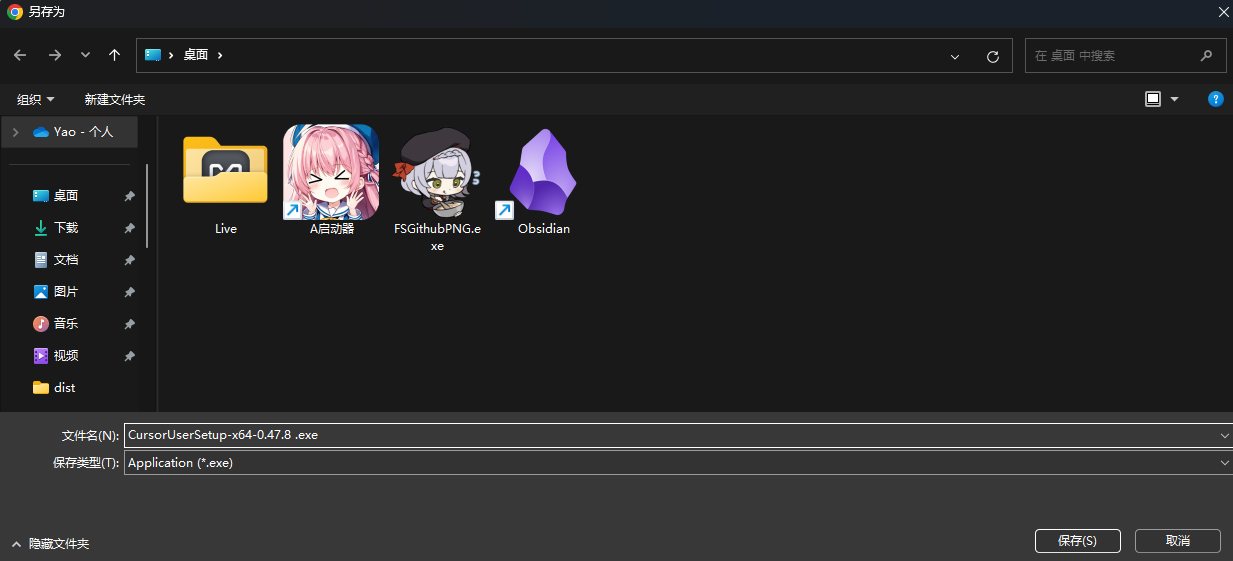 另存为
桌面
在 桌面 中搜索
组织
新建文件夹
Yao - 个人
桌面
下载
文档
图片
音乐
视频
dist
Live
A启动器
FSGithubPNG.e
xe
Obsidian
文件名(N):
CursorUserSetup-x64-0.47.8 .exe
保存类型(T):
Application (*.exe)
隐藏文件夹
保存(S)
取消